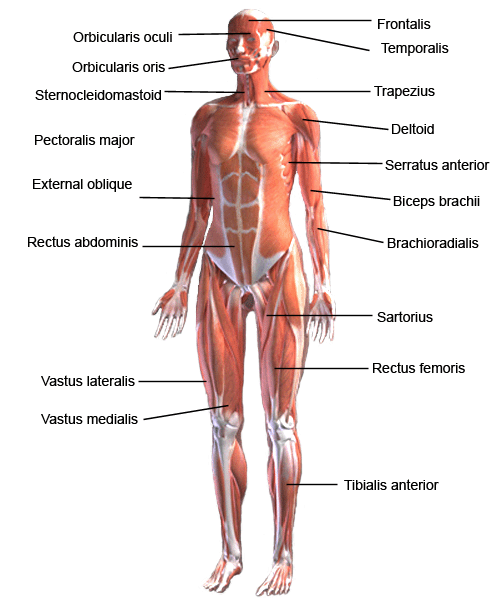 Frontalis
Orbicularis oculi
Temporalis
Orbicularis oris
Sternocleidomastoid
Trapezius
Deltoid
Pectoralis major
Serratus anterior
External oblique
Biceps brachii
Rectus abdominis
Brachioradialis
Sartorius
Rectus femoris
Vastus lateralis
Vastus medialis
Tibialis anterior